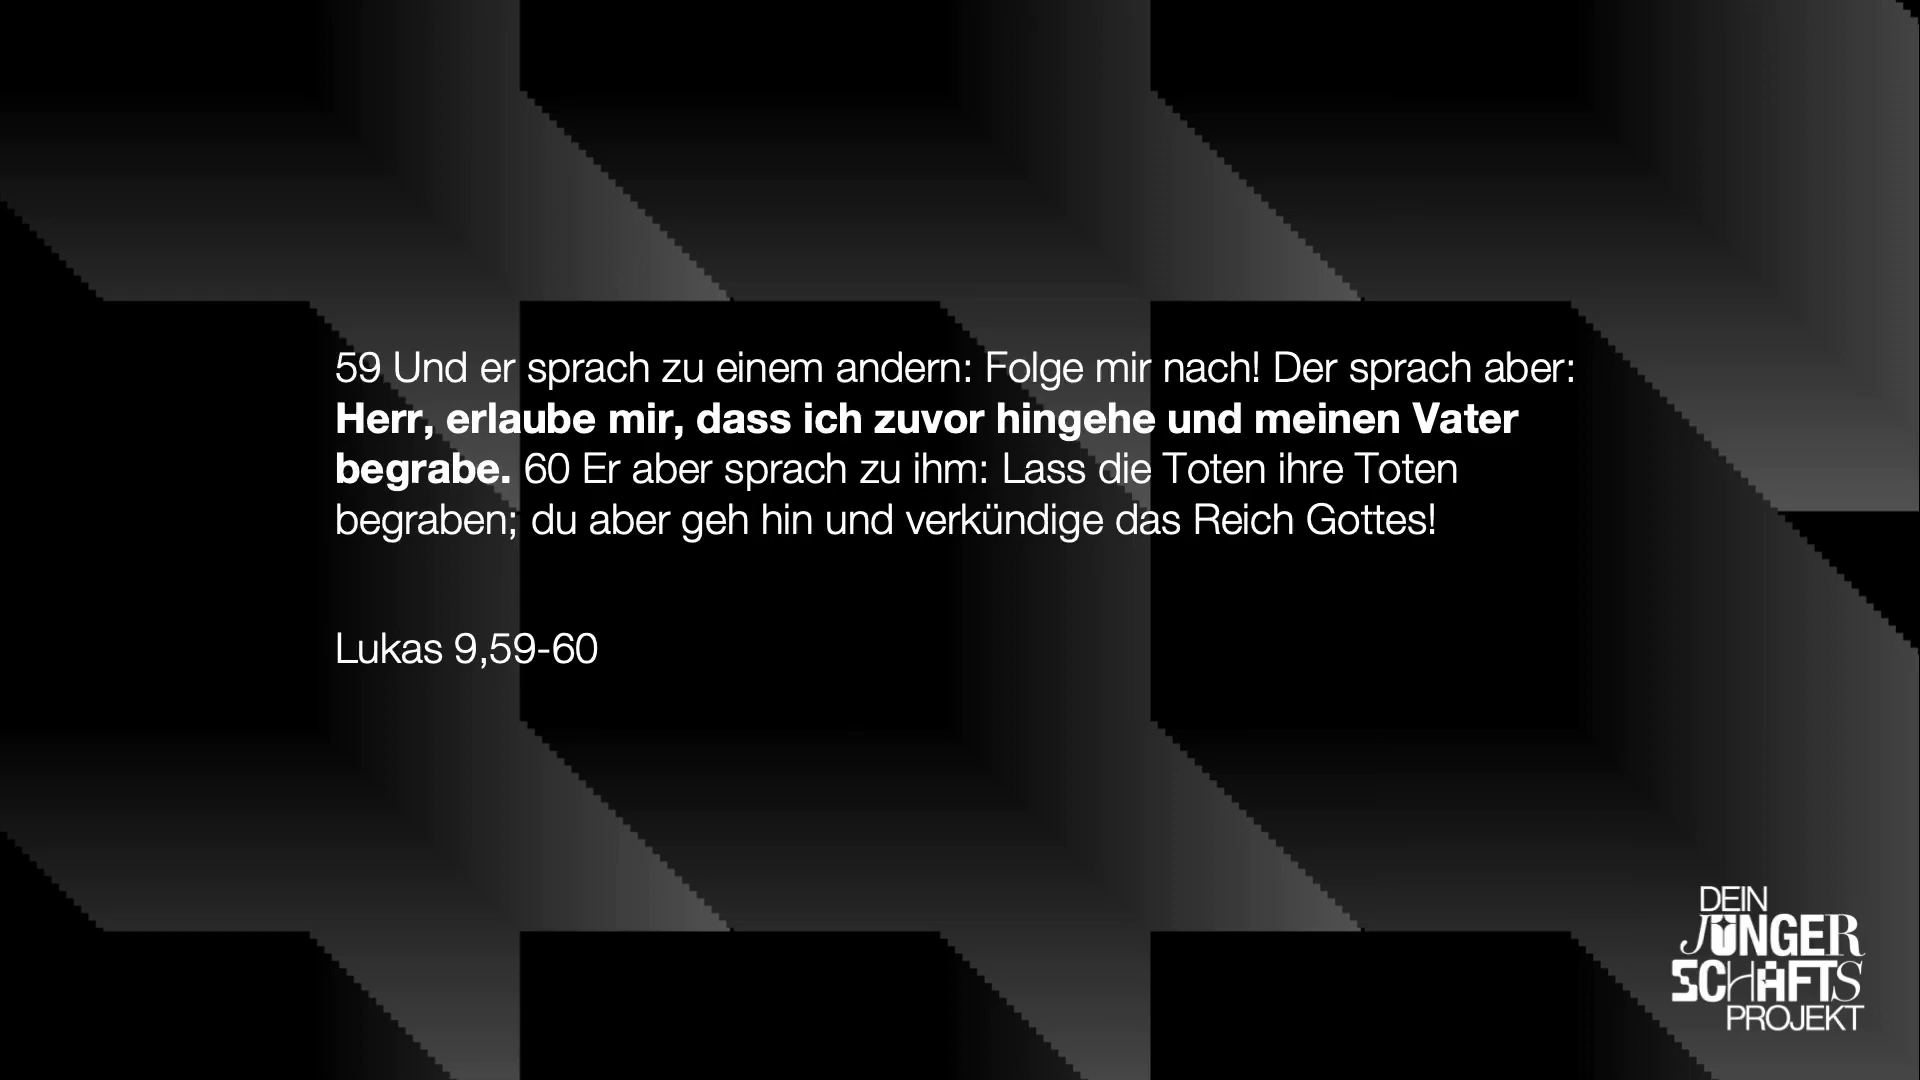 59 Und er sprach zu einem andern: Folge mir nach! Der sprach aber:
Herr, erlaube mir, dass ich zuvor hingehe und meinen Vater
begrabe. 60 Er aber sprach zu ihm: Lass die Toten ihre Toten
begraben; du aber geh hin und verkündige das Reich Gottes!
Lukas 9,59-60
DEIN
JÜNGER
SCHAFTS
PROJEKT